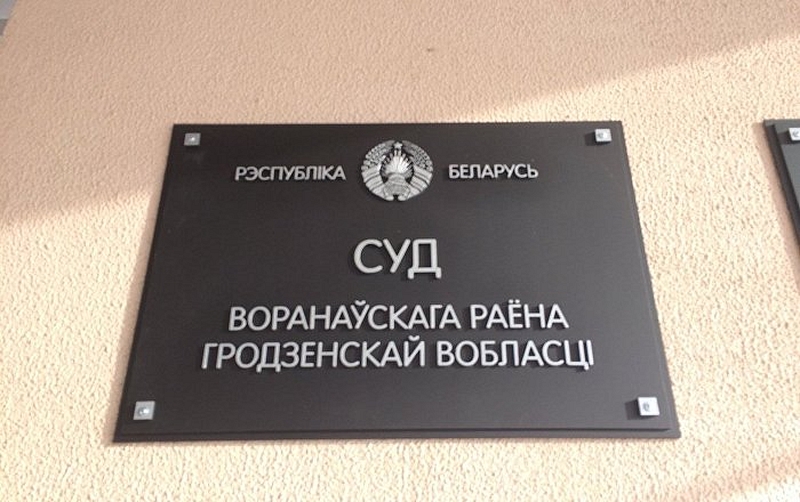 РЭСПУБЛІКА БЕЛАРУСЬ
СУД
ВОРАНАЎСКАГА РАЁНА
ГРОДЗЕНСКАЙ ВОБЛАСЦІ